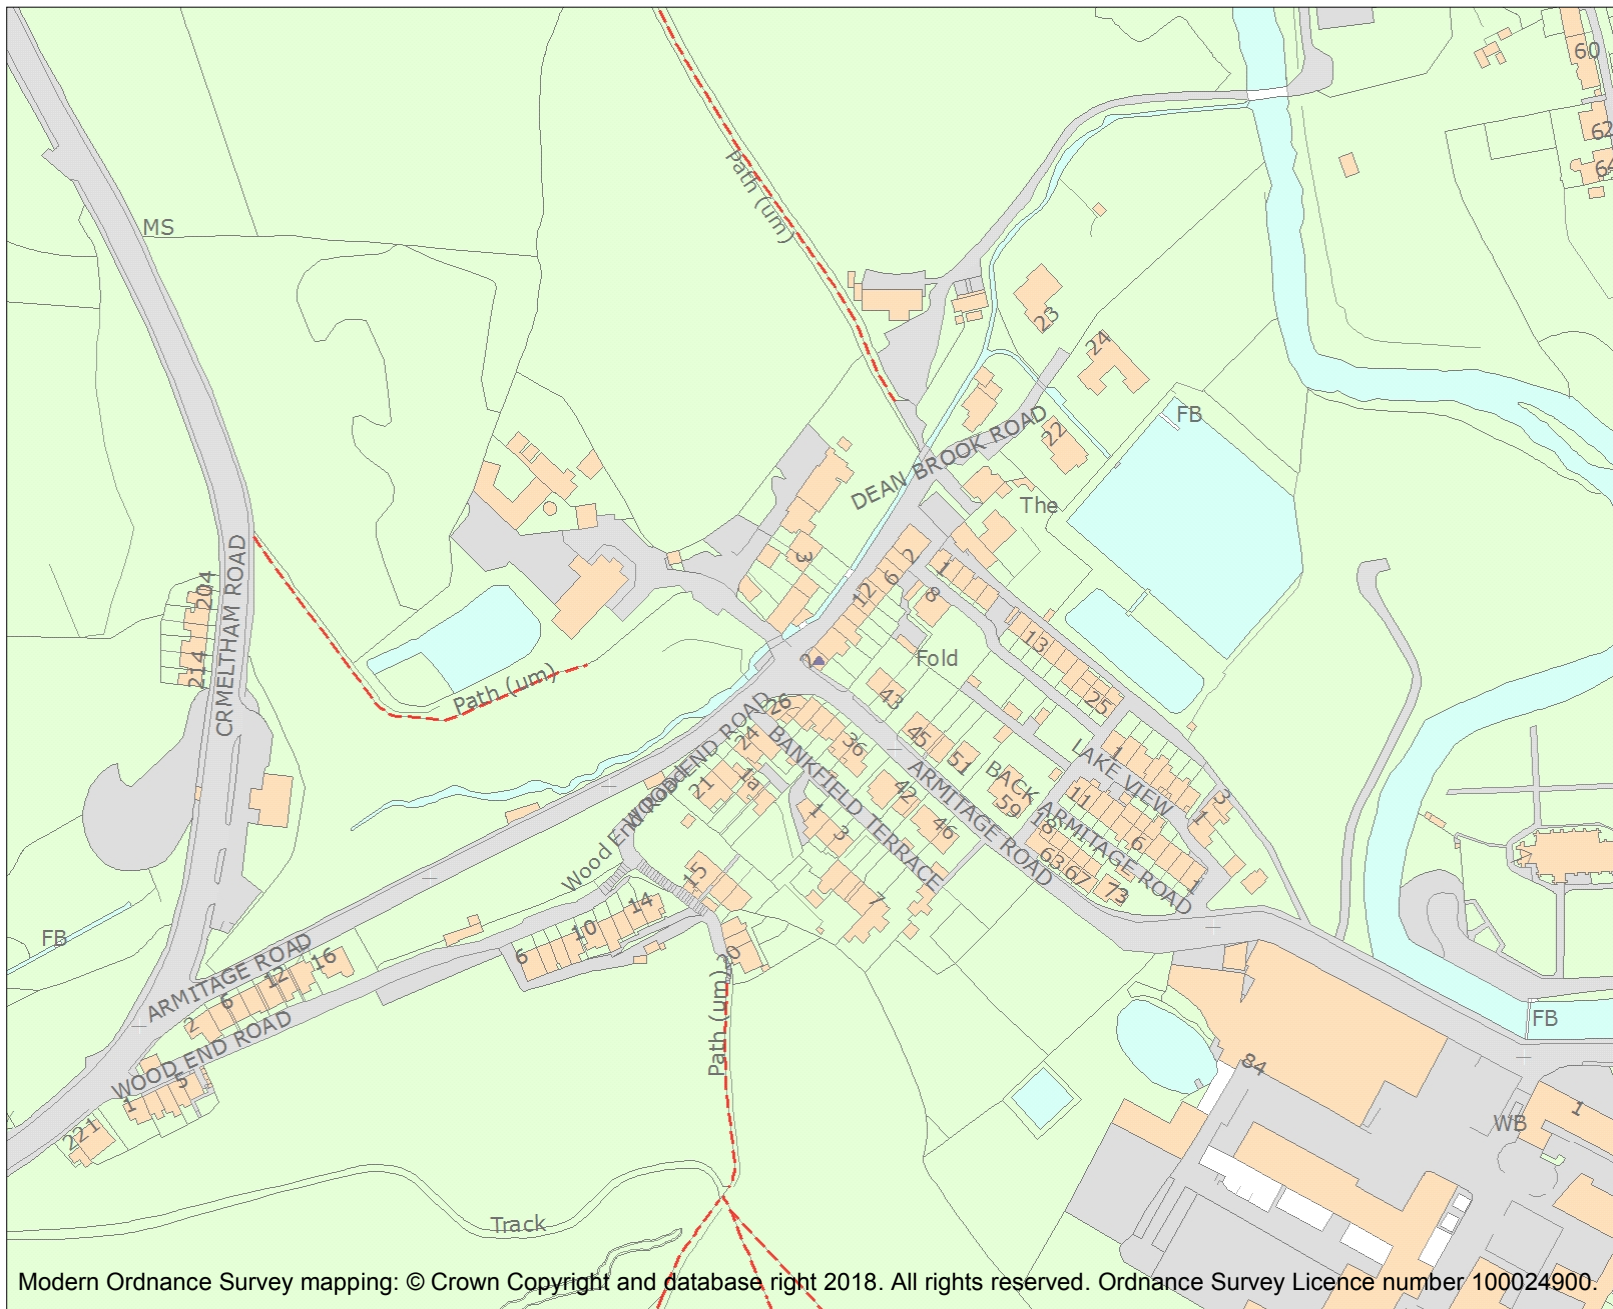 60
62
64
MS
Path (um)
23
24
FB
22
DEAN BROOK ROAD
The
3
2
1
6
12
8
204
214
CRMELTHAM ROAD
13
2
Fold
43
25
Path (um)
26
24
36
45
51
WOOD END ROAD
Wood End Road
21
1a
BANKFIELD TERRACE
42
46
ARMITAGE ROAD
BACK ARMITAGE ROAD
59
18
LAKE VIEW
1
3
1
11
6
1
63
67
73
1
3
7
15
14
10
6
20
FB
ARMITAGE ROAD
16
12
6
2
WOOD END ROAD
5
1
221
Path (um)
FB
84
WB
1
Track
Modern Ordnance Survey mapping: © Crown Copyright and database right 2018. All rights reserved. Ordnance Survey Licence number 100024900.